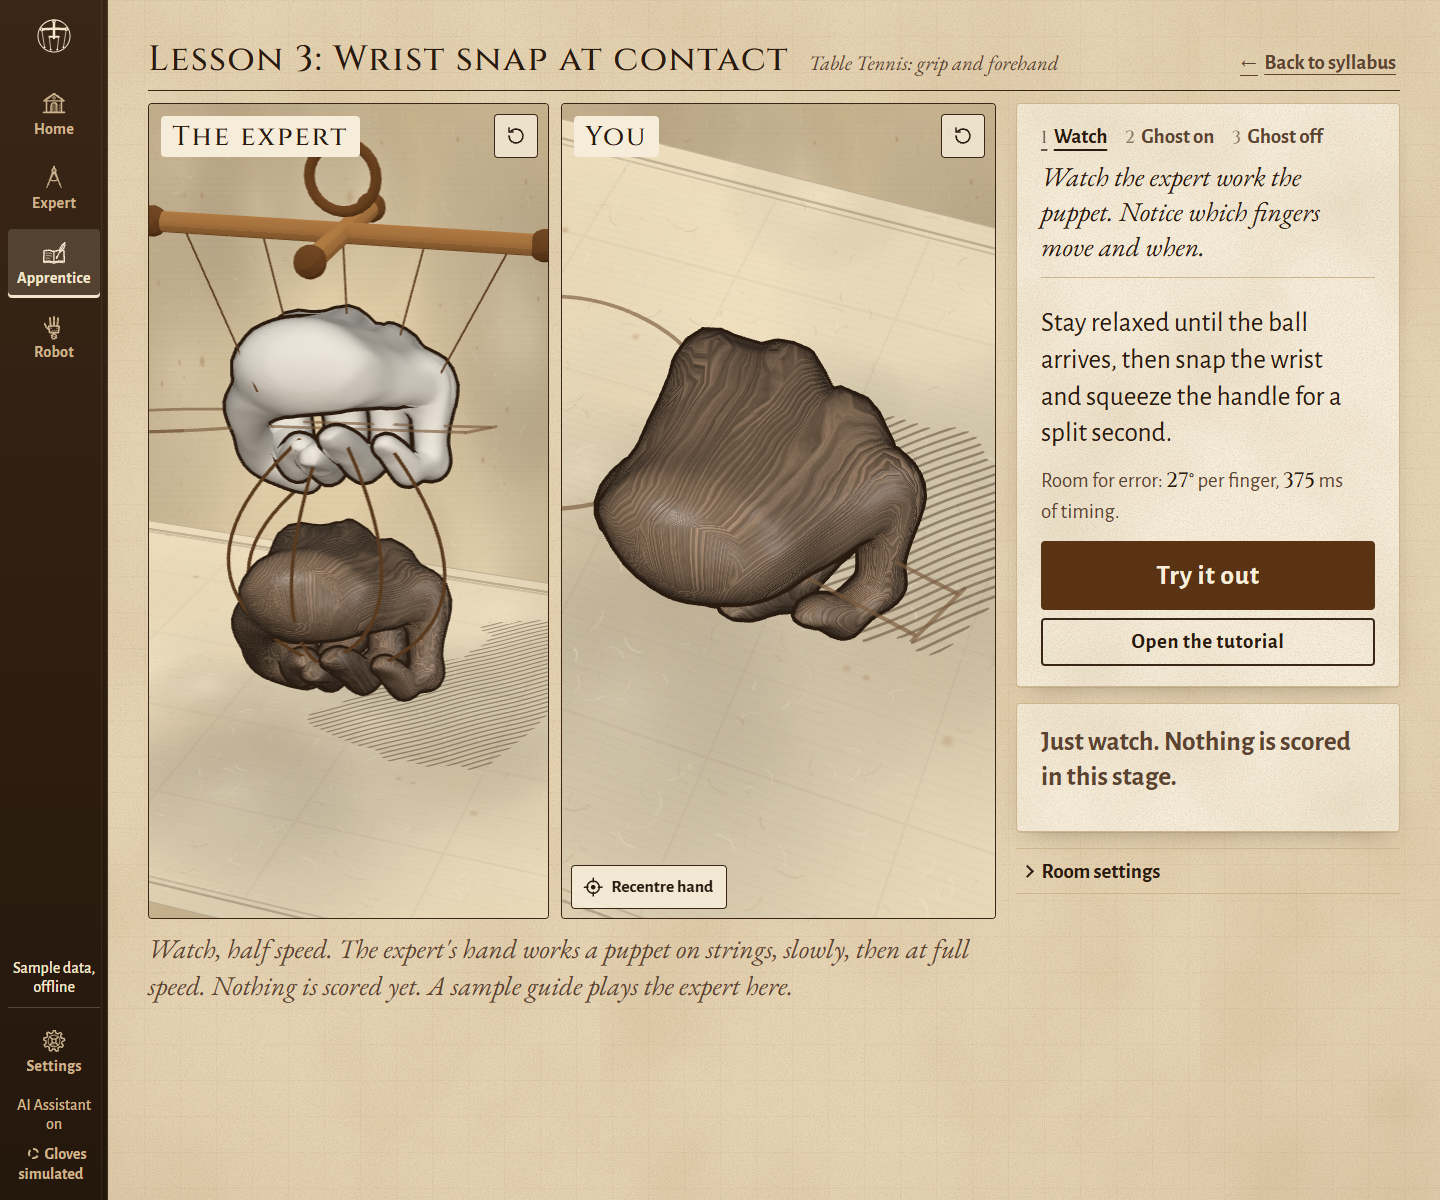 Lesson 3: Wrist snap at contact
Table Tennis: grip and forehand
← Back to syllabus
Home
Expert
Apprentice
Robot
Sample data,
offline
Settings
AI Assistant
on
Gloves
simulated
The expert
You
Recentre hand
Watch, half speed. The expert's hand works a puppet on strings, slowly, then at full
speed. Nothing is scored yet. A sample guide plays the expert here.
1 Watch 2 Ghost on 3 Ghost off
Watch the expert work the
puppet. Notice which fingers
move and when.
Stay relaxed until the ball
arrives, then snap the wrist
and squeeze the handle for a
split second.
Room for error: 27° per finger, 375 ms
of timing.
Try it out
Open the tutorial
Just watch. Nothing is scored
in this stage.
Room settings